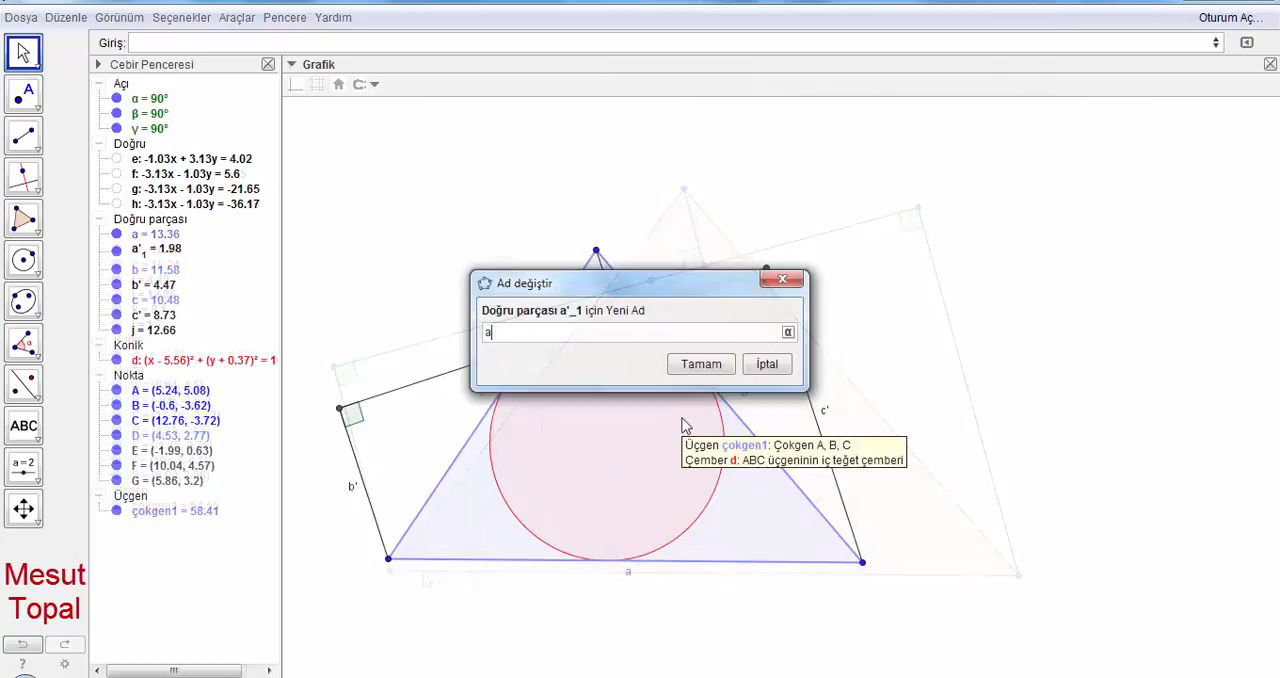 Dosya Düzenle Görünüm Seçenekler Araçlar Pencere Yardım Oturum Aç...
Giriş:
Cebir Penceresi
Grafik
Açı
α = 90°
β = 90°
γ = 90°
Doğru
e: -1.03x + 3.13y = 4.02
f: -3.13x - 1.03y = 5.6
g: -3.13x - 1.03y = -21.65
h: -3.13x - 1.03y = -36.17
Doğru parçası
a = 13.36
a'₁ = 1.98
b = 11.58
b' = 4.47
c = 10.48
c' = 8.73
j = 12.66
Konik
d: (x - 5.56)² + (y + 0.37)² = 1
Nokta
A = (5.24, 5.08)
B = (-0.6, -3.62)
C = (12.76, -3.72)
D = (4.53, 2.77)
E = (-1.99, 0.63)
F = (10.04, 4.57)
G = (5.86, 3.2)
Üçgen
çokgen1 = 58.41
Ad değiştir
Doğru parçası a'_1 için Yeni Ad
a
α
Tamam İptal
c'
Üçgen çokgen1: Çokgen A, B, C
Çember d: ABC üçgeninin iç teğet çemberi
b'
a
ABC
a=2
Mesut
Topal
?